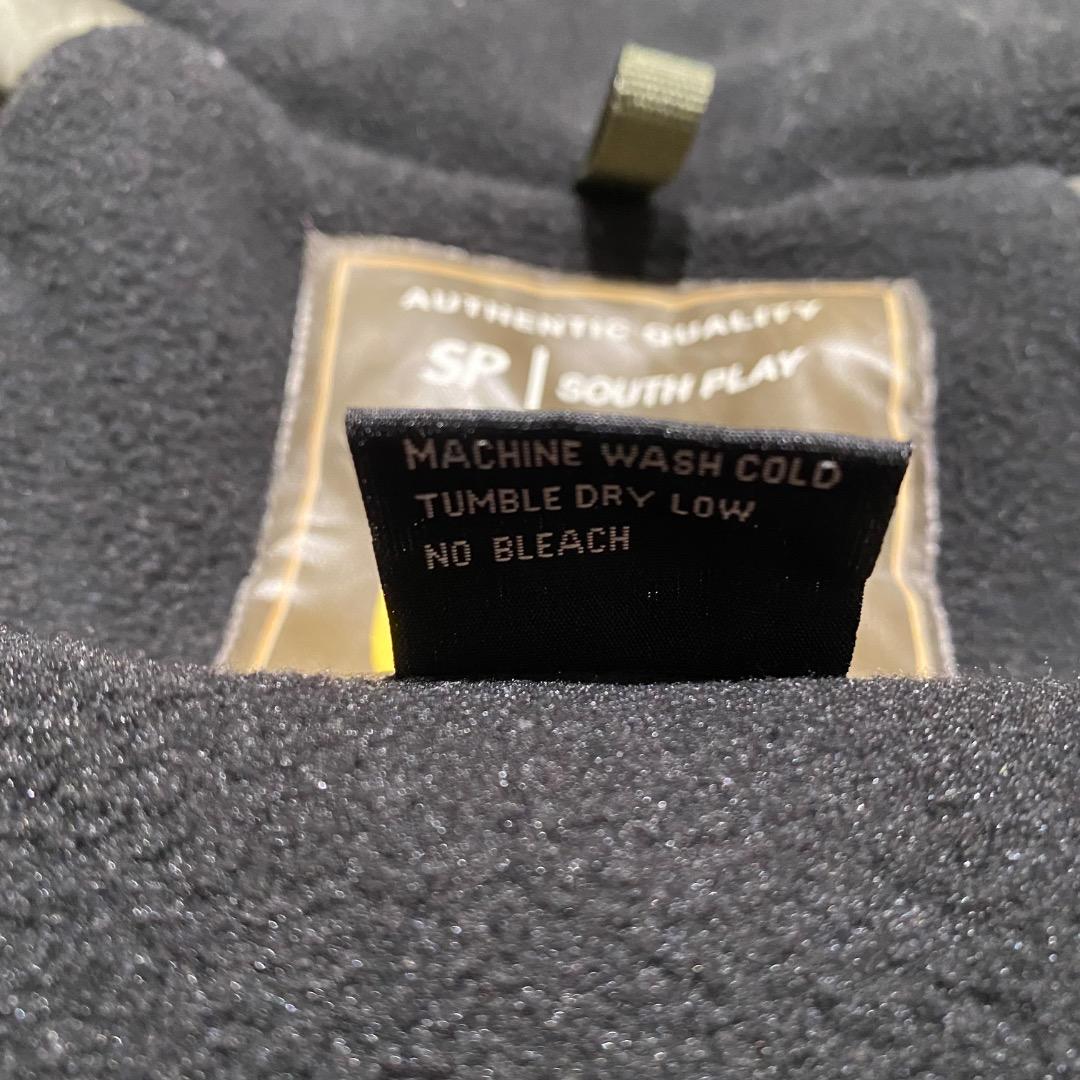 AUTHENTIC QUALITY
SP | SOUTH PLAY
MACHINE WASH COLD
TUMBLE DRY LOW
NO BLEACH